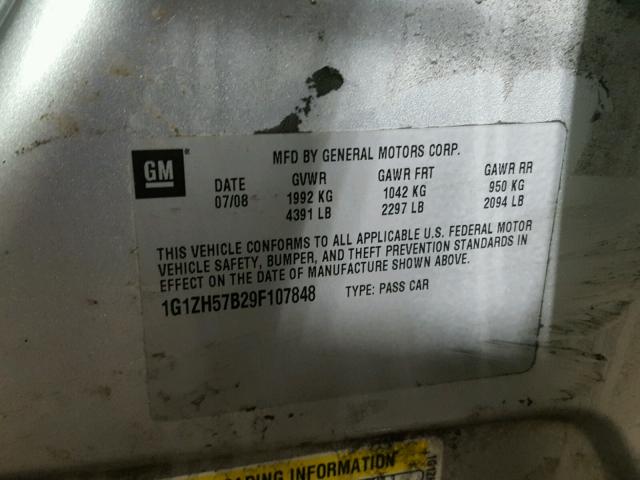 GM ®
MFD BY GENERAL MOTORS CORP.
DATE GVWR GAWR FRT GAWR RR
07/08 1992 KG 1042 KG 950 KG
4391 LB 2297 LB 2094 LB
THIS VEHICLE CONFORMS TO ALL APPLICABLE U.S. FEDERAL MOTOR
VEHICLE SAFETY, BUMPER, AND THEFT PREVENTION STANDARDS IN
EFFECT ON THE DATE OF MANUFACTURE SHOWN ABOVE.
1G1ZH57B29F107848 TYPE: PASS CAR
LOADING INFORMATION